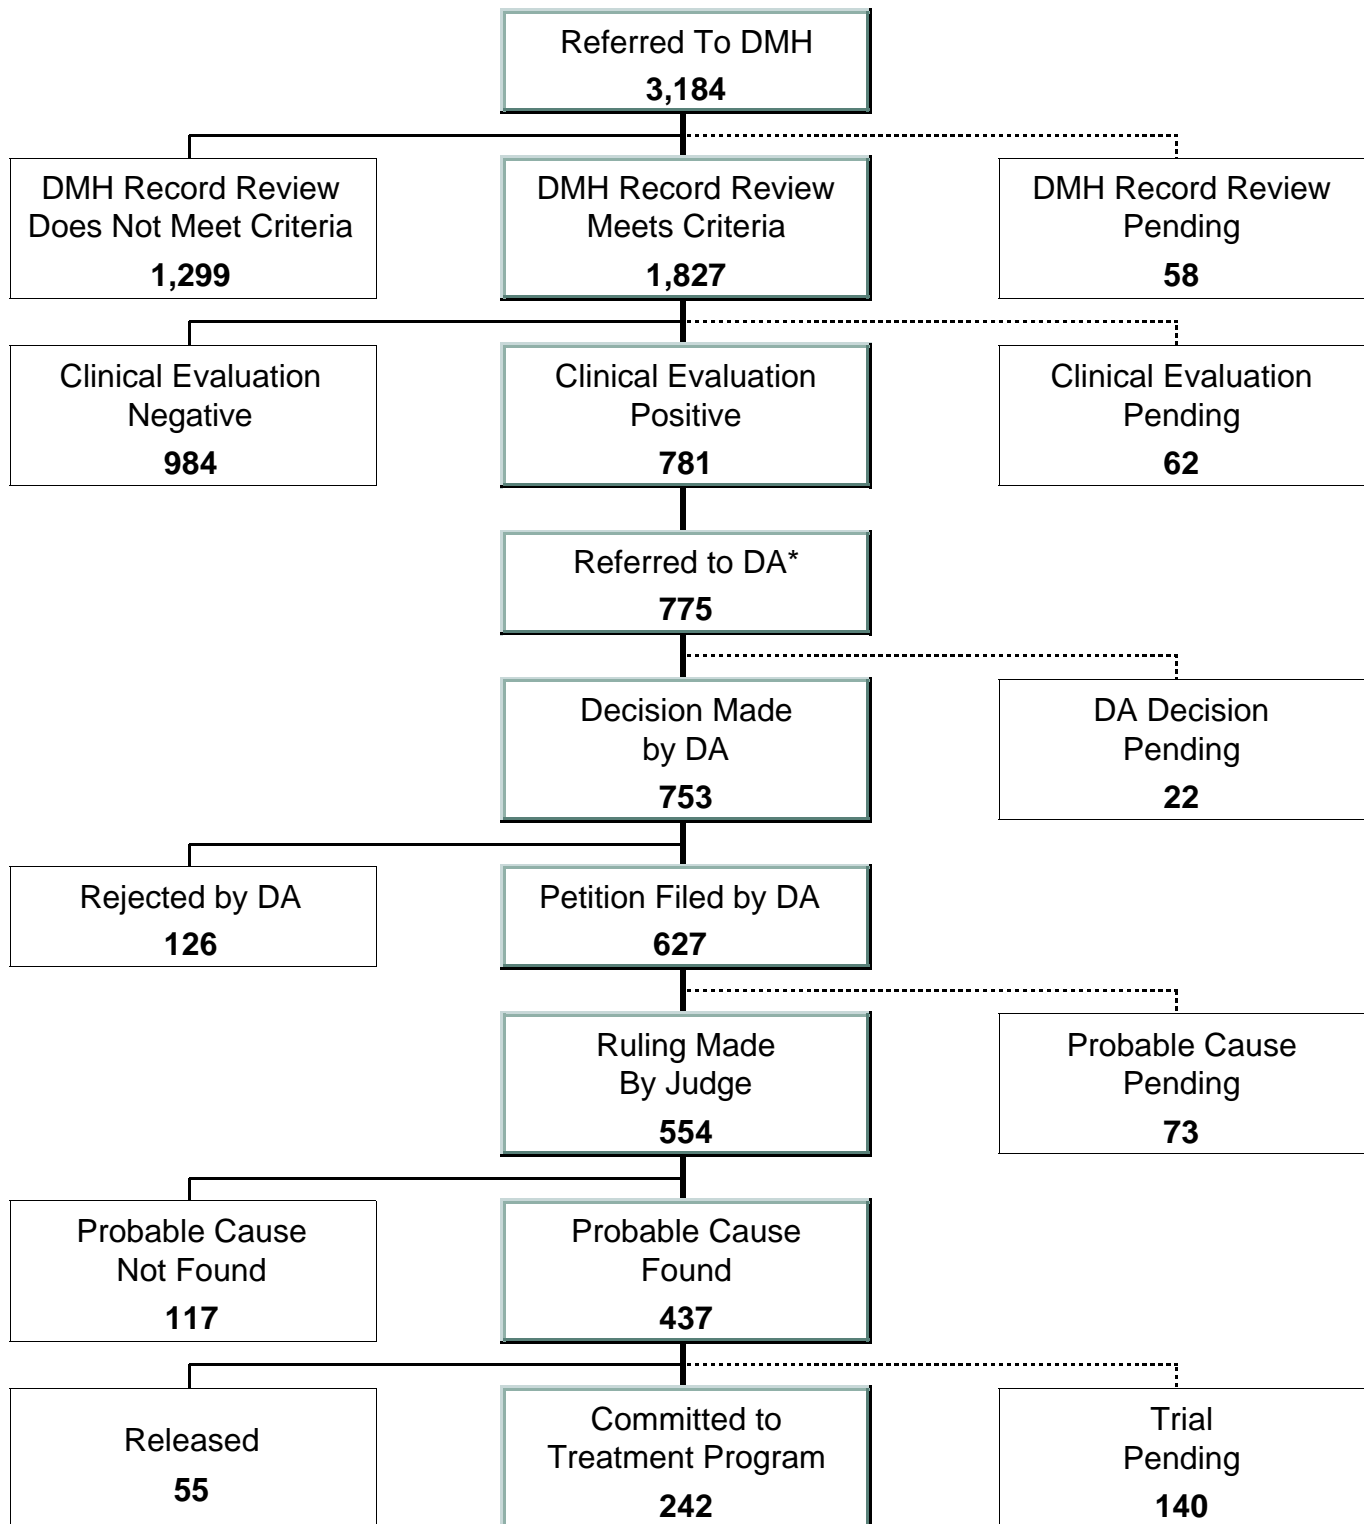 Referred To DMH
3,184
DMH Record Review
Does Not Meet Criteria
1,299
DMH Record Review
Meets Criteria
1,827
DMH Record Review
Pending
58
Clinical Evaluation
Negative
984
Clinical Evaluation
Positive
781
Clinical Evaluation
Pending
62
Referred to DA*
775
Decision Made
by DA
753
DA Decision
Pending
22
Rejected by DA
126
Petition Filed by DA
627
Ruling Made
By Judge
554
Probable Cause
Pending
73
Probable Cause
Not Found
117
Probable Cause
Found
437
Released
55
Committed to
Treatment Program
242
Trial
Pending
140